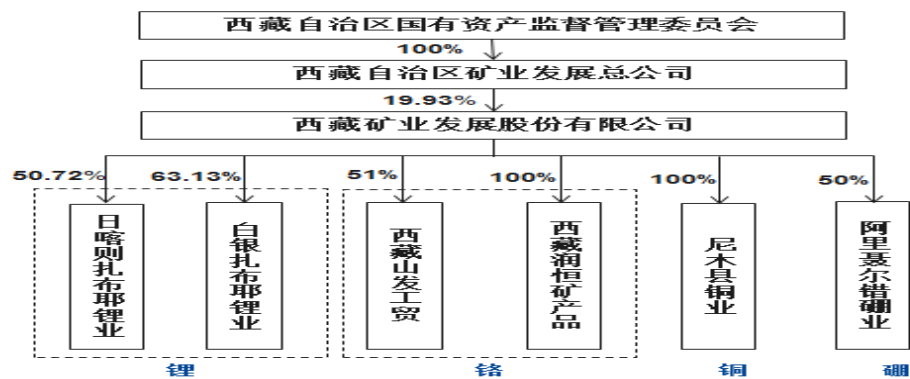 西藏自治区国有资产监督管理委员会
100%
西藏自治区矿业发展总公司
19.93%
西藏矿业发展股份有限公司
50.72%
63.13%
51%
100%
100%
50%
日喀则扎布耶锂业
白银扎布耶锂业
西藏山发工贸
西藏润恒矿产品
尼木县铜业
阿里聂尔错硼业
锂
铬
铜
硼